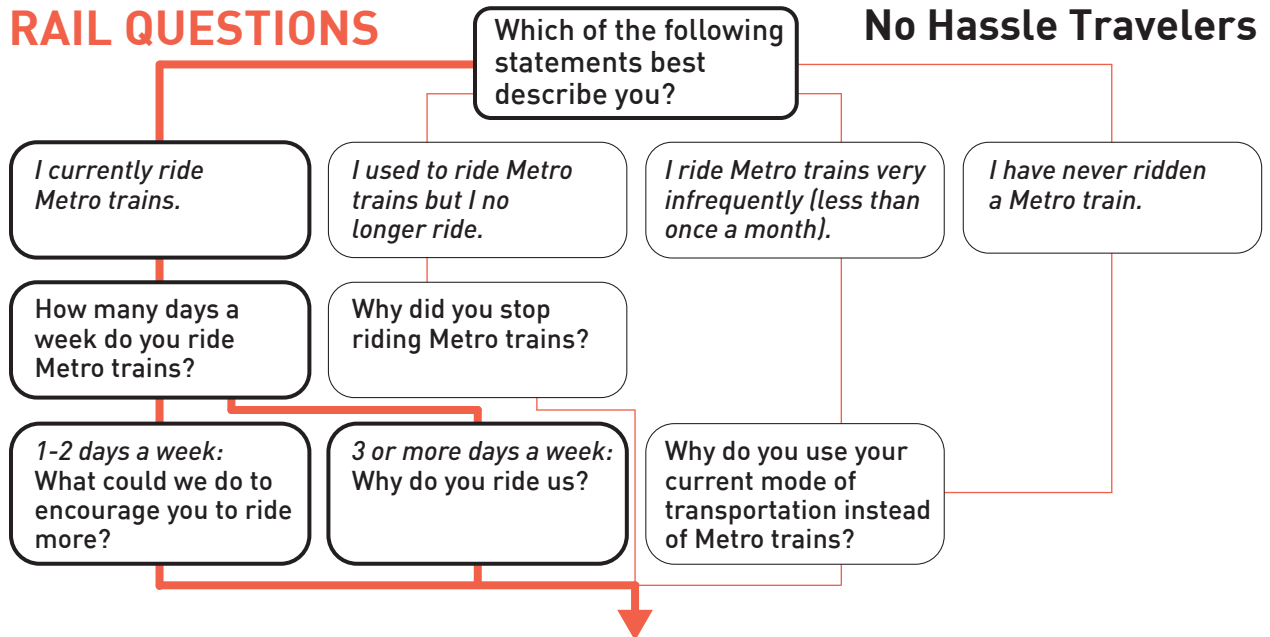 RAIL QUESTIONS
No Hassle Travelers
Which of the following
statements best
describe you?
I currently ride
Metro trains.
I used to ride Metro
trains but I no
longer ride.
I ride Metro trains very
infrequently (less than
once a month).
I have never ridden
a Metro train.
How many days a
week do you ride
Metro trains?
Why did you stop
riding Metro trains?
1-2 days a week:
What could we do to
encourage you to ride
more?
3 or more days a week:
Why do you ride us?
Why do you use your
current mode of
transportation instead
of Metro trains?